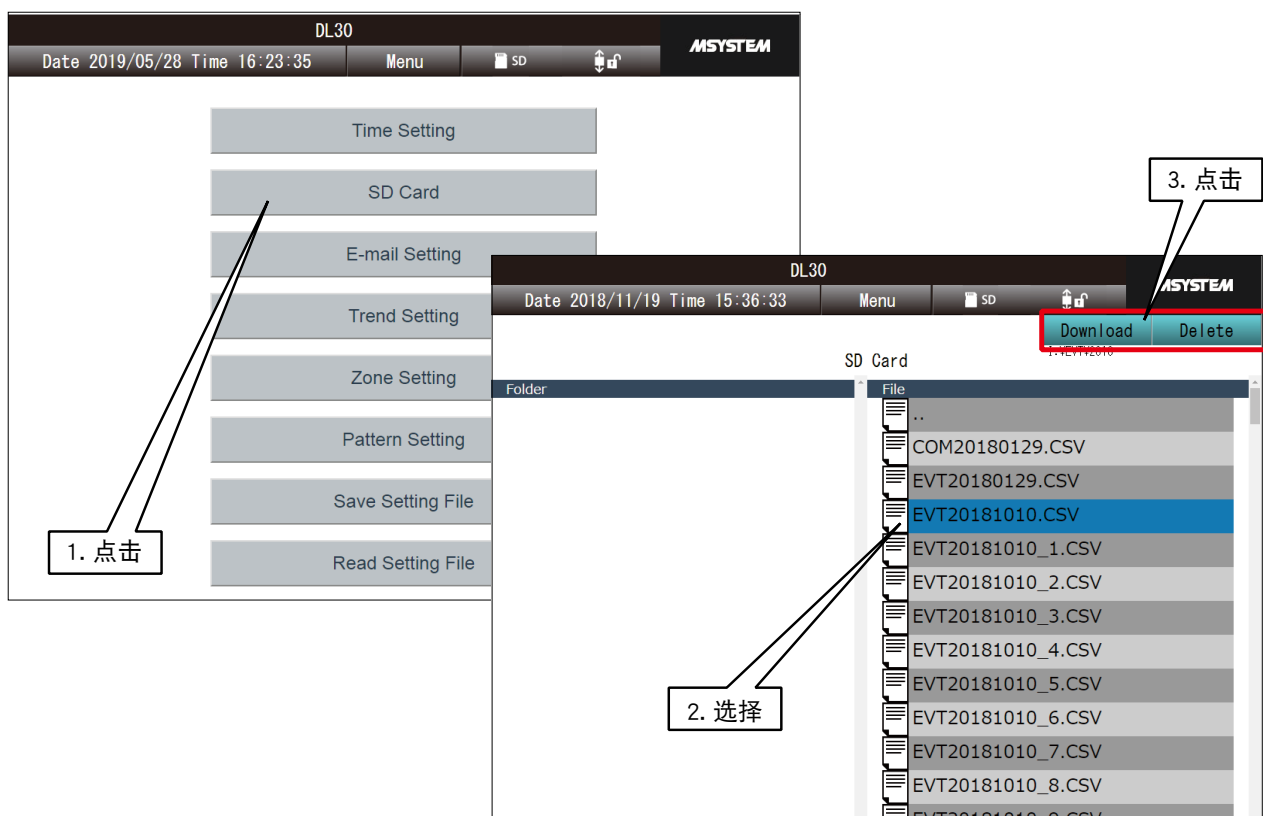 DL30
MSYSTEM
Date 2019/05/28 Time 16:23:35
Menu
SD
Time Setting
SD Card
E-mail Setting
Trend Setting
Zone Setting
Pattern Setting
Save Setting File
Read Setting File
1. 点击
3. 点击
DL30
MSYSTEM
Date 2018/11/19 Time 15:36:33
Menu
SD
Download
Delete
SD Card
Folder
File
..
COM20180129.CSV
EVT20180129.CSV
EVT20181010.CSV
EVT20181010_1.CSV
EVT20181010_2.CSV
EVT20181010_3.CSV
EVT20181010_4.CSV
EVT20181010_5.CSV
EVT20181010_6.CSV
EVT20181010_7.CSV
EVT20181010_8.CSV
2. 选择